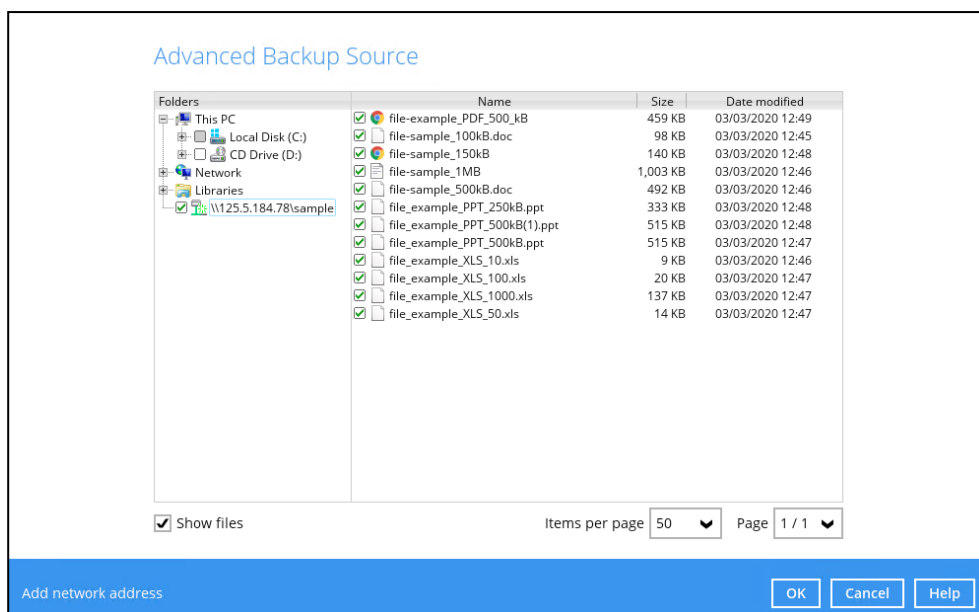 Advanced Backup Source
Folders Name Size Date modified
This PC
Local Disk (C:)
CD Drive (D:)
Network
Libraries
\\125.5.184.78\sample
file-example_PDF_500_kB 459 KB 03/03/2020 12:49
file-sample_100kB.doc 98 KB 03/03/2020 12:45
file-sample_150kB 140 KB 03/03/2020 12:48
file-sample_1MB 1,003 KB 03/03/2020 12:46
file-sample_500kB.doc 492 KB 03/03/2020 12:46
file_example_PPT_250kB.ppt 333 KB 03/03/2020 12:48
file_example_PPT_500kB(1).ppt 515 KB 03/03/2020 12:48
file_example_PPT_500kB.ppt 515 KB 03/03/2020 12:47
file_example_XLS_10.xls 9 KB 03/03/2020 12:46
file_example_XLS_100.xls 20 KB 03/03/2020 12:47
file_example_XLS_1000.xls 137 KB 03/03/2020 12:47
file_example_XLS_50.xls 14 KB 03/03/2020 12:47
Show files Items per page 50 Page 1 / 1
Add network address OK Cancel Help